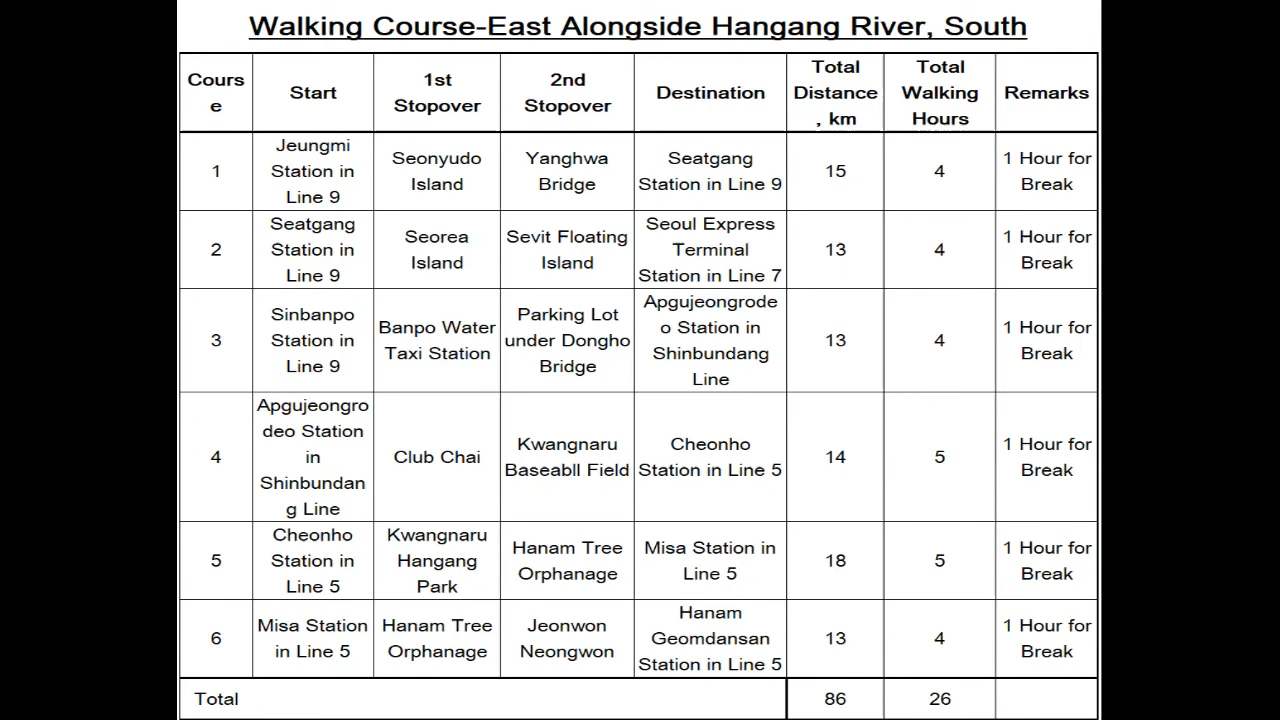 Walking Course-East Alongside Hangang River, South
Cours
e
Start
1st
Stopover
2nd
Stopover
Destination
Total
Distance
, km
Total
Walking
Hours
Remarks
1
Jeungmi
Station in
Line 9
Seonyudo
Island
Yanghwa
Bridge
Seatgang
Station in Line 9
15
4
1 Hour for
Break
2
Seatgang
Station in
Line 9
Seorea
Island
Sevit Floating
Island
Seoul Express
Terminal
Station in Line 7
13
4
1 Hour for
Break
3
Sinbanpo
Station in
Line 9
Banpo Water
Taxi Station
Parking Lot
under Dongho
Bridge
Apgujeongrode
o Station in
Shinbundang
Line
13
4
1 Hour for
Break
4
Apgujeongro
deo Station
in
Shinbundan
g Line
Club Chai
Kwangnaru
Baseabll Field
Cheonho
Station in Line 5
14
5
1 Hour for
Break
5
Cheonho
Station in
Line 5
Kwangnaru
Hangang
Park
Hanam Tree
Orphanage
Misa Station in
Line 5
18
5
1 Hour for
Break
6
Misa Station
in Line 5
Hanam Tree
Orphanage
Jeonwon
Neongwon
Hanam
Geomdansan
Station in Line 5
13
4
1 Hour for
Break
Total
86
26